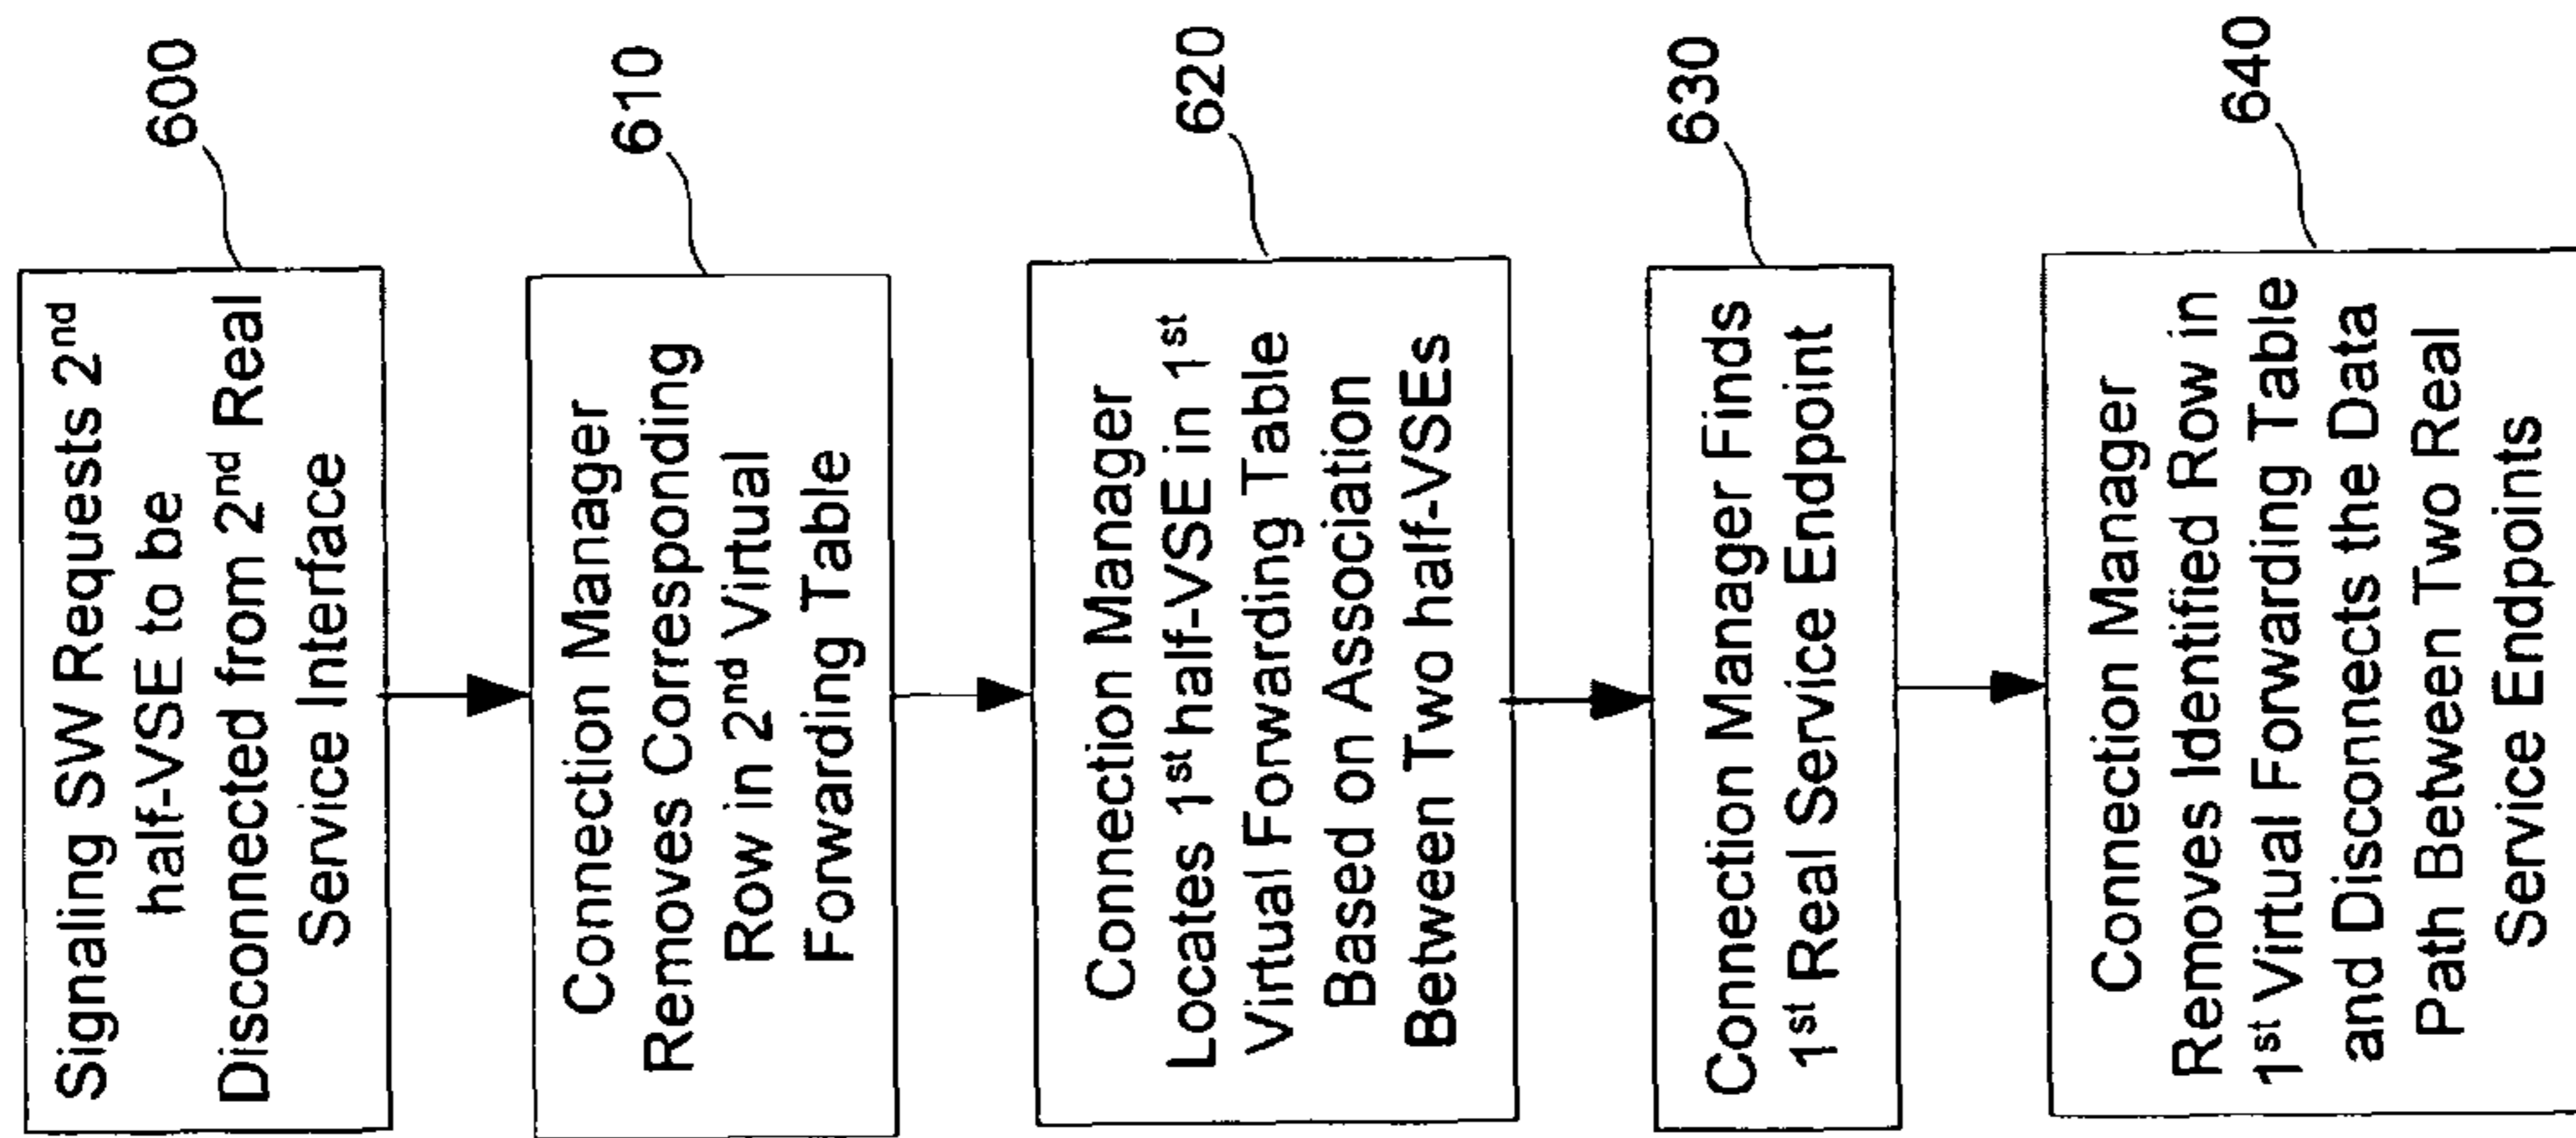 Signaling SW Requests 2nd
half-VSE to be
Disconnected from 2nd Real
Service Interface
600
Connection Manager
Removes Corresponding
Row in 2nd Virtual
Forwarding Table
610
Connection Manager
Locates 1st half-VSE in 1st
Virtual Forwarding Table
Based on Association
Between Two half-VSEs
620
Connection Manager Finds
1st Real Service Endpoint
630
Connection Manager
Removes Identified Row in
1st Virtual Forwarding Table
and Disconnects the Data
Path Between Two Real
Service Endpoints
640